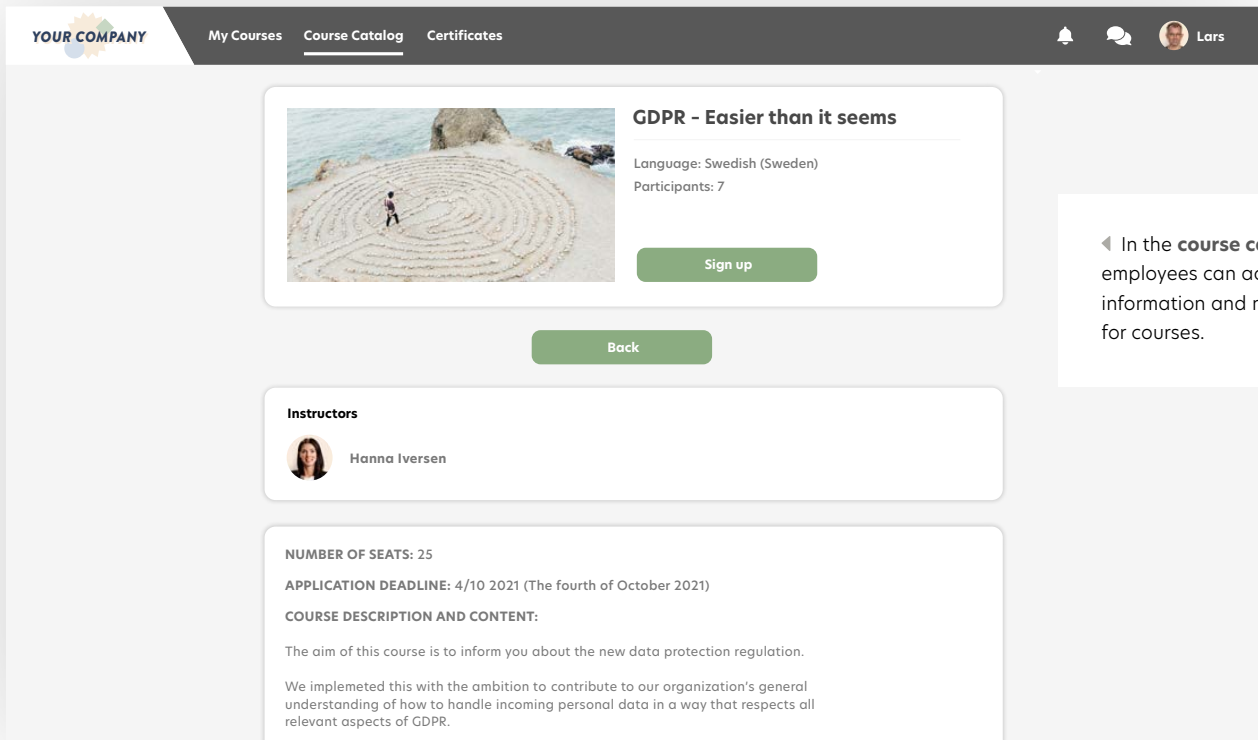 YOUR COMPANY
My Courses
Course Catalog
Certificates
Lars
GDPR – Easier than it seems
Language: Swedish (Sweden)
Participants: 7
Sign up
Back
In the course
employees can
information and
for courses.
Instructors
Hanna Iversen
NUMBER OF SEATS: 25
APPLICATION DEADLINE: 4/10 2021 (The fourth of October 2021)
COURSE DESCRIPTION AND CONTENT:
The aim of this course is to inform you about the new data protection regulation.
We implemeted this with the ambition to contribute to our organization’s general
understanding of how to handle incoming personal data in a way that respects all
relevant aspects of GDPR.